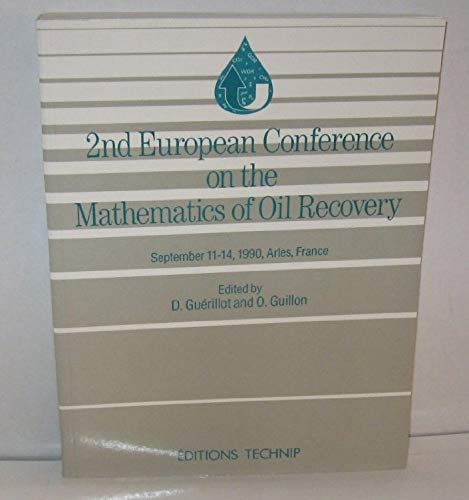 2nd European Conference
on the
Mathematics of Oil Recovery
September 11-14, 1990, Arles, France
Edited by
D. Guérillot and O. Guillon
EDITIONS TECHNIP